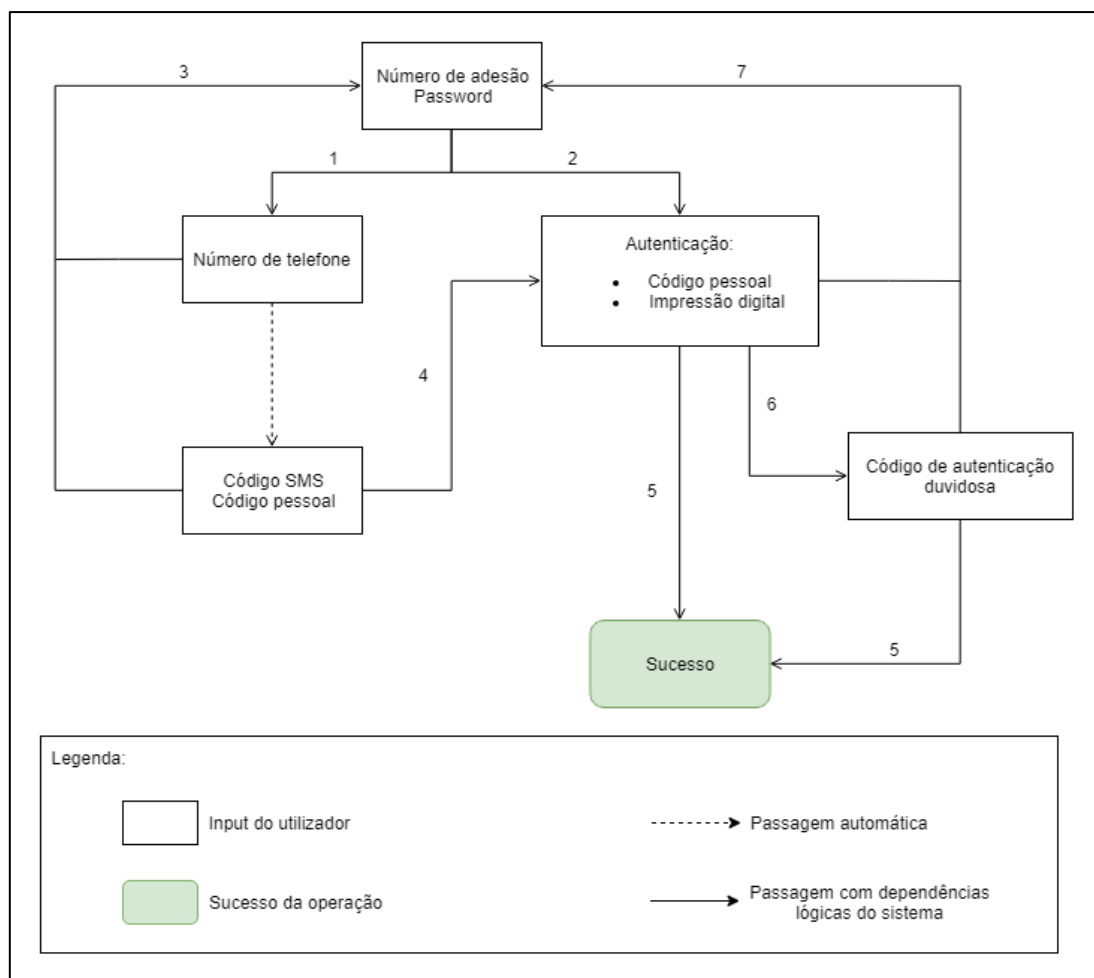 3
Número de adesão
Password
7
1
2
Número de telefone
Autenticação:
• Código pessoal
• Impressão digital
4
6
Código SMS
Código pessoal
Código de autenticação
duvidosa
5
Sucesso
5
Legenda:
Input do utilizador
Passagem automática
Sucesso da operação
Passagem com dependências
lógicas do sistema